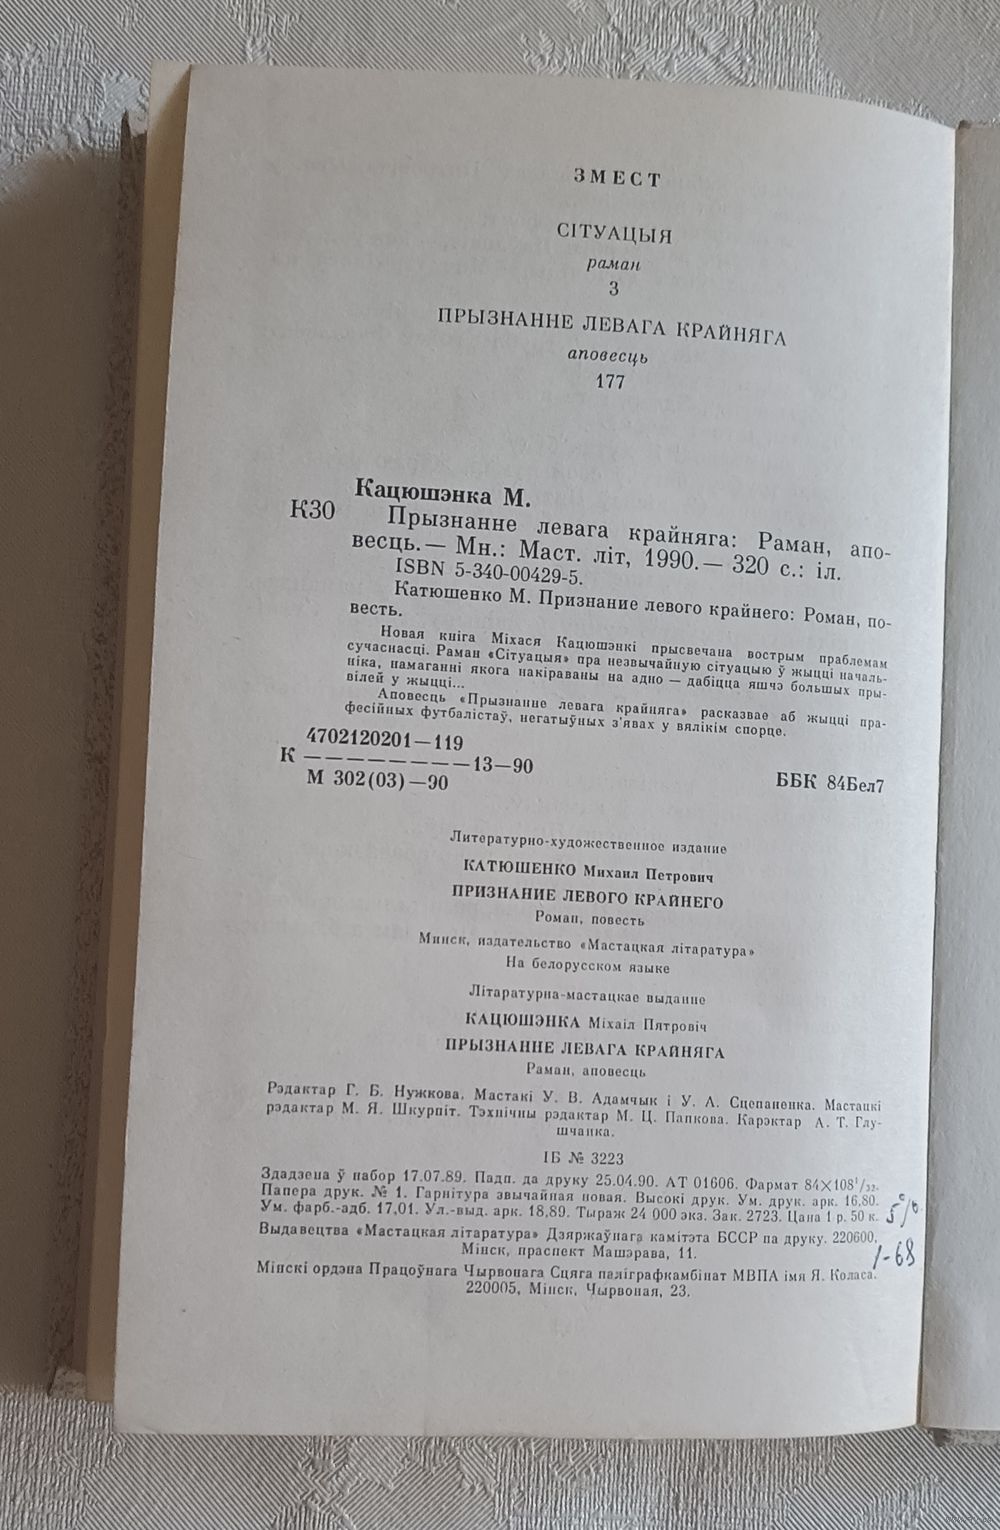 ЗМЕСТ
СІТУАЦЫЯ
раман
3
ПРЫЗНАННЕ ЛЕВАГА КРАЙНЯГА
аповесць
177
Кацюшэнка М.
К30 Прызнанне левага крайняга: Раман, апо-
весць.— Мн.: Маст. літ, 1990.— 320 с.: іл.
ISBN 5-340-00429-5.
Катюшенко М. Признание левого крайнего: Роман, по-
весть.
Новая кніга Міхася Кацюшэнкі прысвечана вострым праблемам
сучаснасці. Раман «Сітуацыя» пра незвычайную сітуацыю ў жыцці началь-
ніка, намаганні якога накіраваны на адно — дабіцца яшчэ большых пры-
вілей у жыцці...
Аповесць «Прызнанне левага крайняга» расказвае аб жыцці пра-
фесійных футбалістаў, негатыўных з'явах у вялікім спорце.
4702120201—119
К ————————13—90
М 302(03)—90
ББК 84Бел7
Литературно-художественное издание
КАТЮШЕНКО Михаил Петрович
ПРИЗНАНИЕ ЛЕВОГО КРАЙНЕГО
Роман, повесть
Минск, издательство «Мастацкая літаратура»
На белорусском языке
Літаратурна-мастацкае выданне
КАЦЮШЭНКА Міхаіл Пятровіч
ПРЫЗНАННЕ ЛЕВАГА КРАЙНЯГА
Раман, аповесць
Рэдактар Г. Б. Нужкова. Мастакі У. В. Адамчык і У. А. Сцепаненка. Мастацкі
рэдактар М. Я. Шкурпіт. Тэхнічны рэдактар М. Ц. Папкова. Карэктар А. Т. Глу-
шчанка.
ІБ № 3223
Здадзена ў набор 17.07.89. Падп. да друку 25.04.90. АТ 01606. Фармат 84×108¹/₃₂.
Папера друк. № 1. Гарнітура звычайная новая. Высокі друк. Ум. друк. арк. 16,80.
Ум. фарб.-адб. 17,01. Ул.-выд. арк. 18,89. Тыраж 24 000 экз. Зак. 2723. Цана 1 р. 50 к.
Выдавецтва «Мастацкая літаратура» Дзяржаўнага камітэта БССР па друку. 220600,
Мінск, праспект Машэрава, 11.
1-68
Мінскі ордэна Працоўнага Чырвонага Сцяга паліграфкамбінат МВПА імя Я. Коласа.
220005, Мінск, Чырвоная, 23.